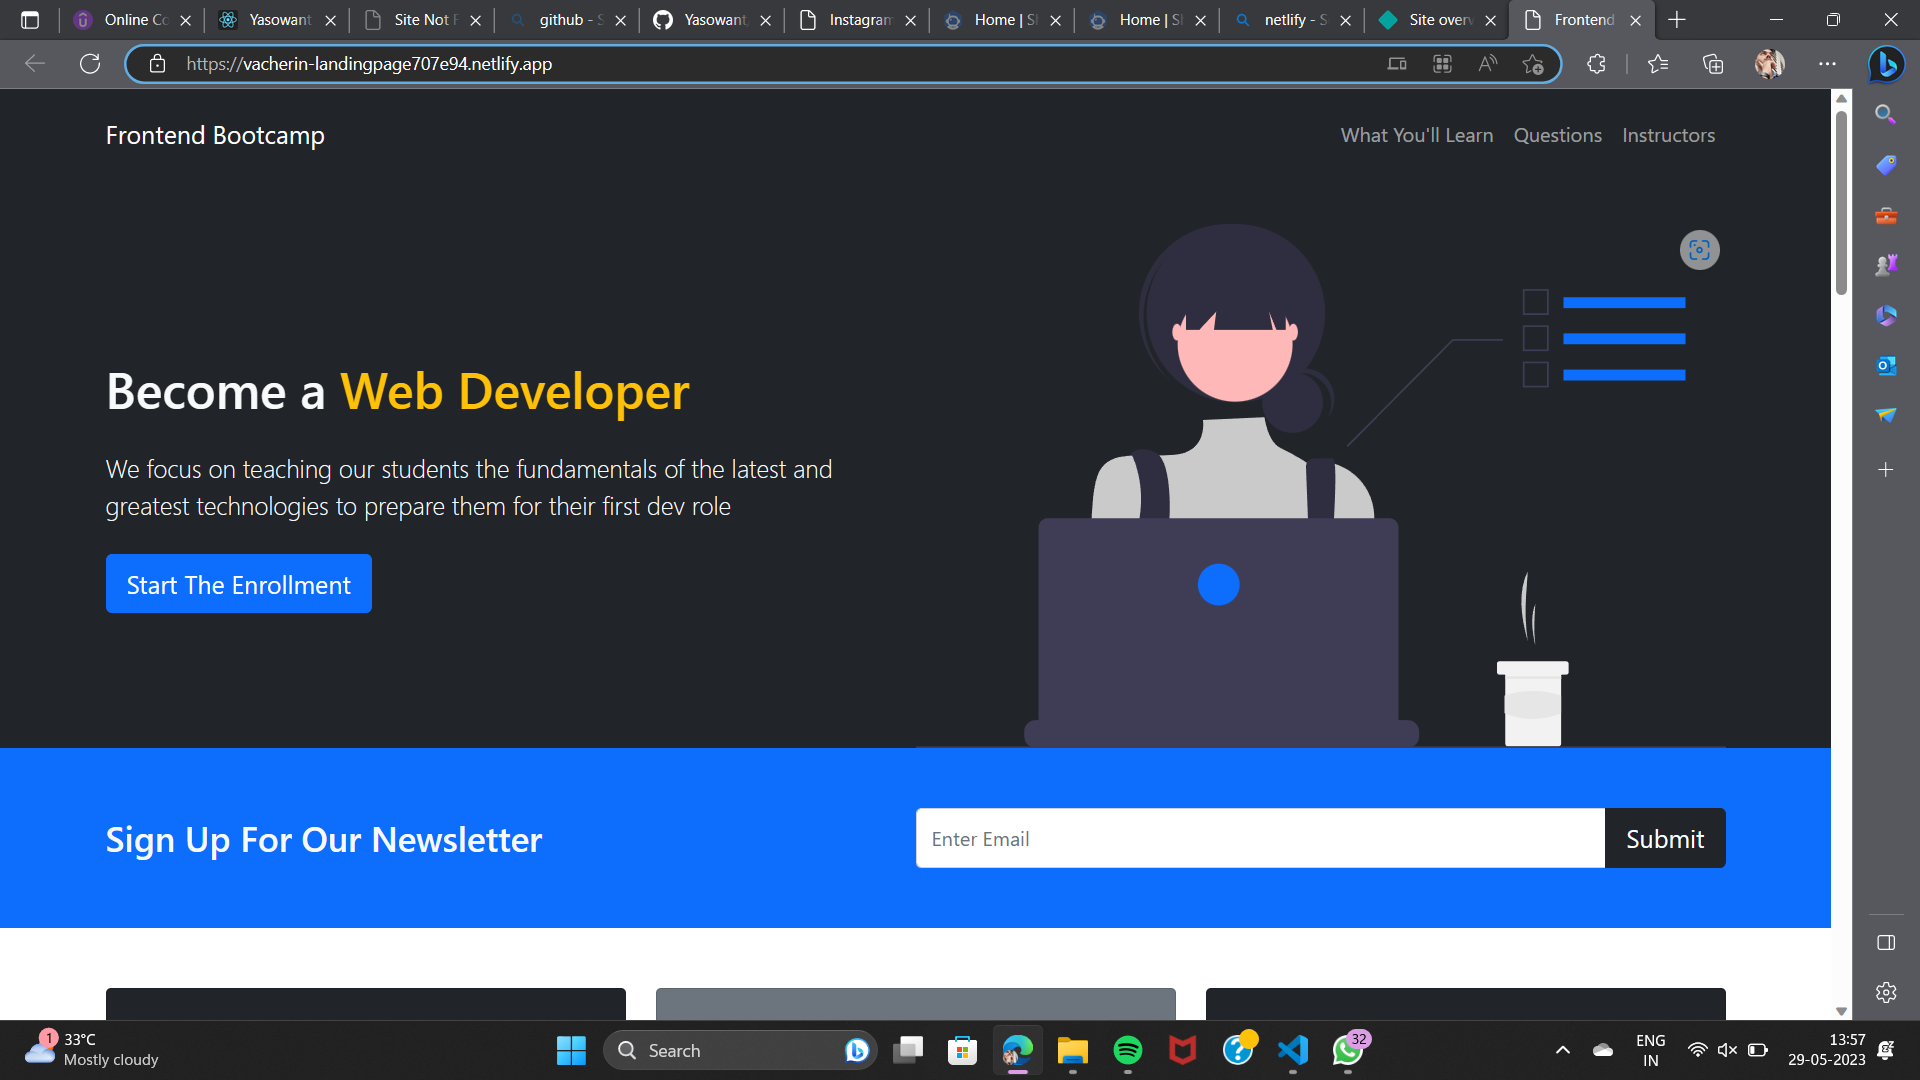 Online Co
Yasowant
Site Not F
github - S
Yasowant
Instagram
Home | Sh
Home | Sh
netlify - S
Site overv
Frontend
https://vacherin-landingpage707e94.netlify.app
Frontend Bootcamp
What You'll Learn Questions Instructors
Become a Web Developer
We focus on teaching our students the fundamentals of the latest and
greatest technologies to prepare them for their first dev role
Start The Enrollment
Sign Up For Our Newsletter
Enter Email
Submit
1
33°C
Mostly cloudy
Search
32
ENG
IN
13:57
29-05-2023